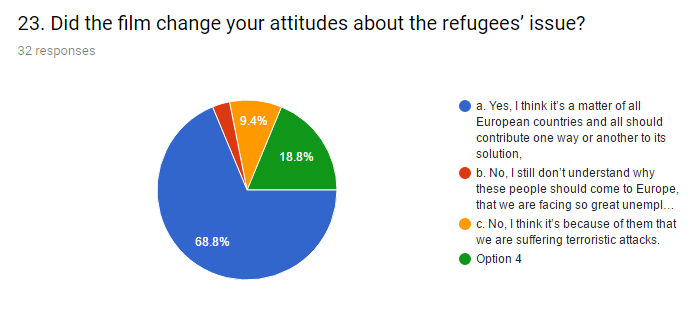 23. Did the film change your attitudes about the refugees’ issue?
32 responses
9.4%
18.8%
68.8%
a. Yes, I think it’s a matter of all
European countries and all should
contribute one way or another to its
solution,
b. No, I still don’t understand why
these people should come to Europe,
that we are facing so great unempl...
c. No, I think it’s because of them that
we are suffering terroristic attacks.
Option 4